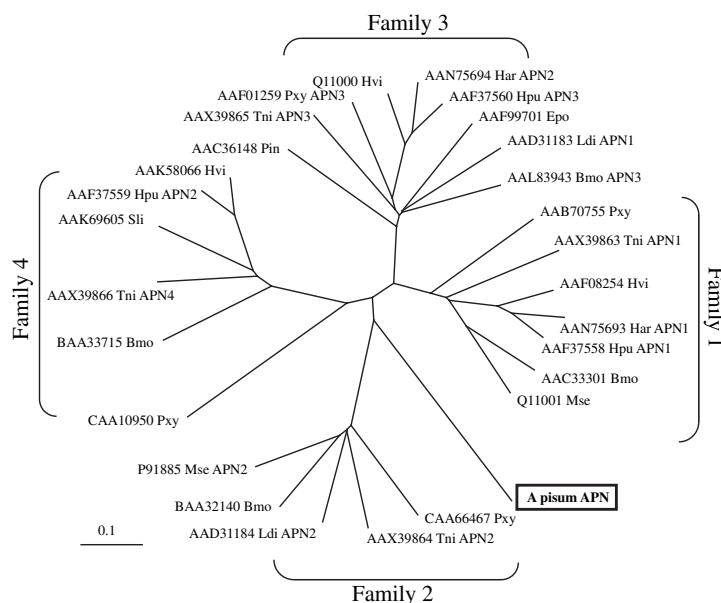 Family 3
Q11000 Hvi
AAN75694 Har APN2
AAF01259 Pxy APN3
AAF37560 Hpu APN3
AAX39865 Tni APN3
AAF99701 Epo
AAC36148 Pin
AAD31183 Ldi APN1
AAK58066 Hvi
AAL83943 Bmo APN3
AAF37559 Hpu APN2
AAK69605 Sli
AAB70755 Pxy
AAX39863 Tni APN1
Family 4
AAX39866 Tni APN4
AAF08254 Hvi
Family 1
AAN75693 Har APN1
BAA33715 Bmo
AAF37558 Hpu APN1
AAC33301 Bmo
Q11001 Mse
CAA10950 Pxy
P91885 Mse APN2
A pisum APN
BAA32140 Bmo
CAA66467 Pxy
0.1
AAD31184 Ldi APN2
AAX39864 Tni APN2
Family 2